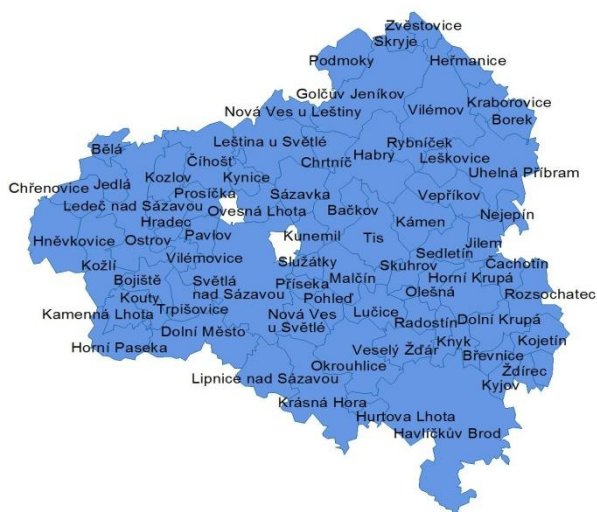 Zvěstovice
Skryje
Podmoky
Heřmanice
Golčův Jeníkov
Kraborovice
Nová Ves u Leštiny
Vilémov
Borek
Bělá
Leština u Světlé
Rybníček
Číhošť
Chrtníč
Habry
Leškovice
Uhelná Příbram
Chřenovice
Jedlá
Kozlov
Kynice
Prosíčka
Sázavka
Vepříkov
Ledeč nad Sázavou
Ovesná Lhota
Bačkov
Nejepín
Hradec
Kámen
Hněvkovice
Ostrov
Pavlov
Kunemil
Tis
Jilem
Sedletín
Kožlí
Vilémovice
Služátky
Skuhrov
Čachotín
Bojiště
Světlá
nad Sázavou
Příseka
Malčín
Horní Krupá
Olešná
Rozsochatec
Kouty
Pohleď
Kamenná Lhota
Trpišovice
Nová Ves
u Světlé
Lučice
Radostín
Dolní Krupá
Dolní Město
Knyk
Kojetín
Horní Paseka
Veselý Žďár
Břevnice
Okrouhlice
Ždírec
Lipnice nad Sázavou
Kyjov
Krásná Hora
Hurtova Lhota
Havlíčkův Brod